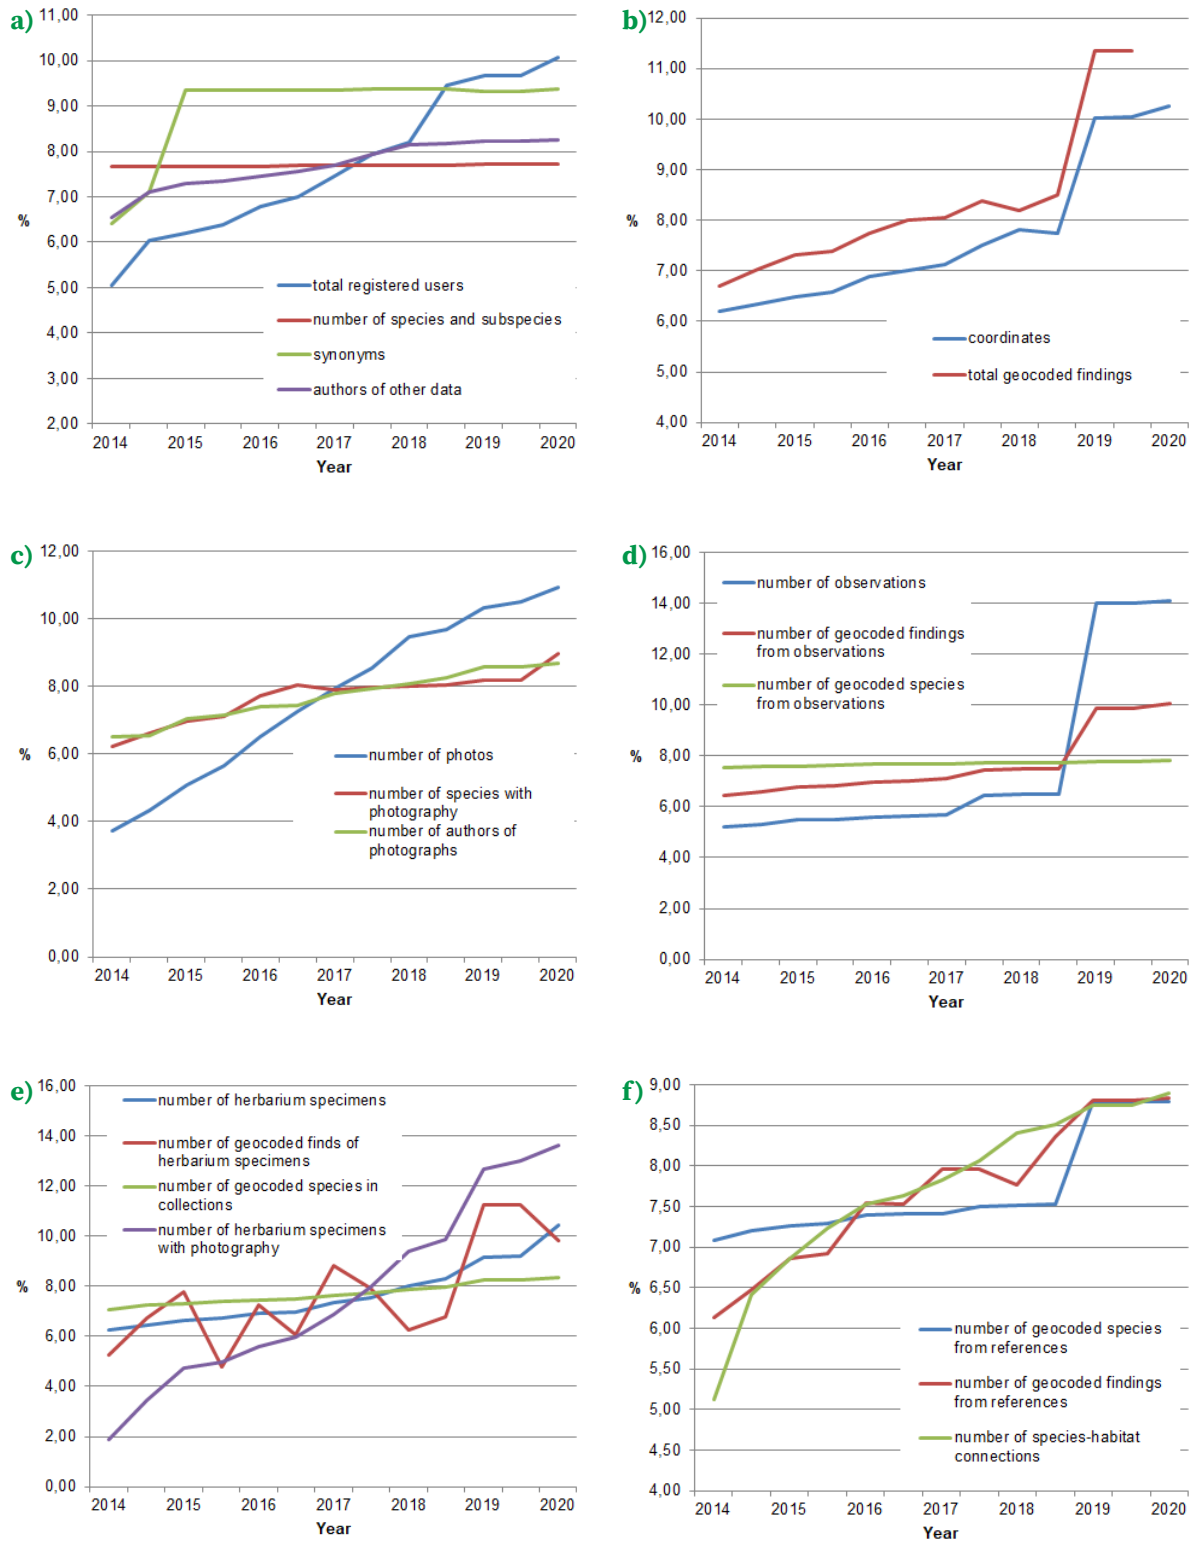 a)
11,00
10,00
9,00
8,00
7,00
%
6,00
5,00
total registered users
number of species and subspecies
4,00
synonyms
3,00
authors of other data
2,00
2014 2015 2016 2017 2018 2019 2020
Year
b)
12,00
11,00
10,00
9,00
8,00
%
7,00
6,00
coordinates
5,00
total geocoded findings
4,00
2014 2015 2016 2017 2018 2019 2020
Year
c)
12,00
10,00
8,00
%
6,00
number of photos
number of species with
photography
4,00
number of authors of
photographs
2,00
0,00
2014 2015 2016 2017 2018 2019 2020
Year
d)
16,00
number of observations
14,00
number of geocoded findings
from observations
12,00
number of geocoded species
from observations
10,00
%
8,00
6,00
4,00
2,00
0,00
2014 2015 2016 2017 2018 2019 2020
Year
e)
16,00
number of herbarium specimens
14,00
number of geocoded finds of
herbarium specimens
12,00
number of geocoded species in
collections
number of herbarium specimens
10,00
with photography
%
8,00
6,00
4,00
2,00
0,00
2014 2015 2016 2017 2018 2019 2020
Year
f)
9,00
8,50
8,00
7,50
7,00
%
6,50
6,00
number of geocoded species
from references
5,50
number of geocoded findings
from references
5,00
number of species-habitat
connections
4,50
4,00
2014 2015 2016 2017 2018 2019 2020
Year